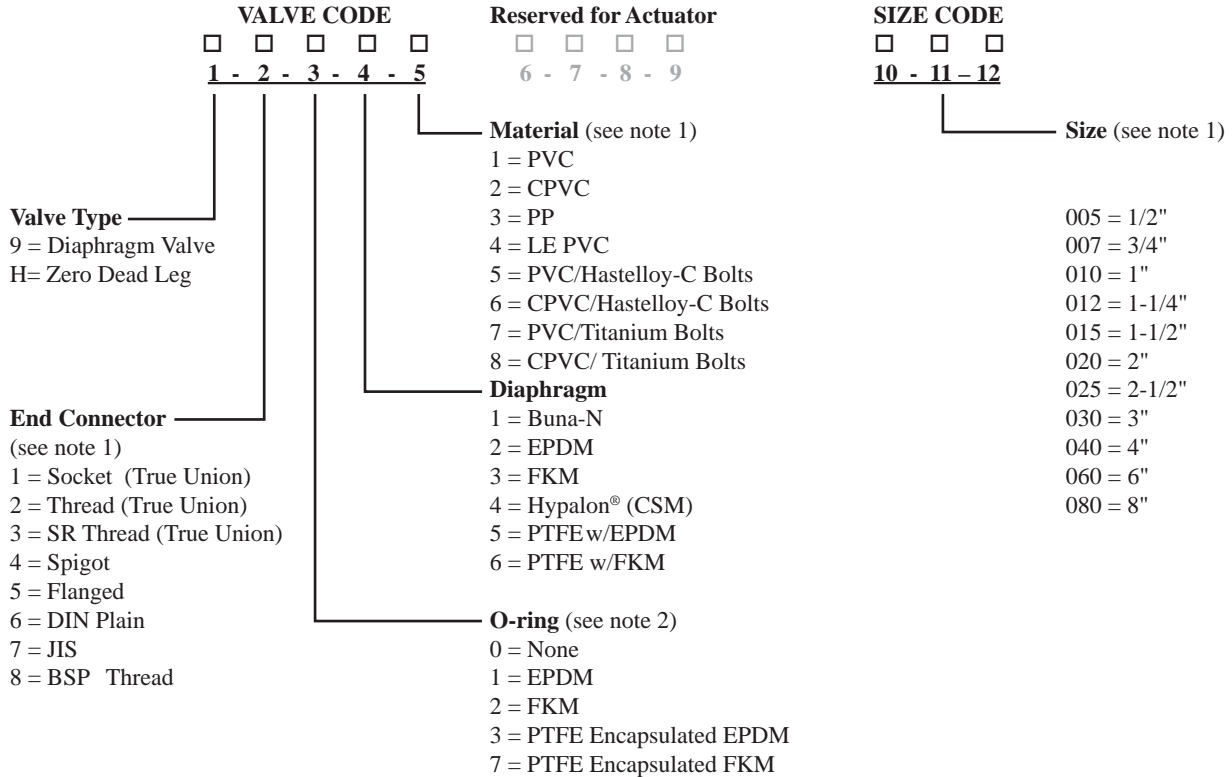 VALVE CODE
1 - 2 - 3 - 4 - 5
Reserved for Actuator
6 - 7 - 8 - 9
SIZE CODE
10 - 11 – 12
Valve Type
9 = Diaphragm Valve
H= Zero Dead Leg
End Connector
(see note 1)
1 = Socket (True Union)
2 = Thread (True Union)
3 = SR Thread (True Union)
4 = Spigot
5 = Flanged
6 = DIN Plain
7 = JIS
8 = BSP Thread
Material (see note 1)
1 = PVC
2 = CPVC
3 = PP
4 = LE PVC
5 = PVC/Hastelloy-C Bolts
6 = CPVC/Hastelloy-C Bolts
7 = PVC/Titanium Bolts
8 = CPVC/ Titanium Bolts
Diaphragm
1 = Buna-N
2 = EPDM
3 = FKM
4 = Hypalon® (CSM)
5 = PTFE w/EPDM
6 = PTFE w/FKM
O-ring (see note 2)
0 = None
1 = EPDM
2 = FKM
3 = PTFE Encapsulated EPDM
7 = PTFE Encapsulated FKM
Size (see note 1)
005 = 1/2"
007 = 3/4"
010 = 1"
012 = 1-1/4"
015 = 1-1/2"
020 = 2"
025 = 2-1/2"
030 = 3"
040 = 4"
060 = 6"
080 = 8"